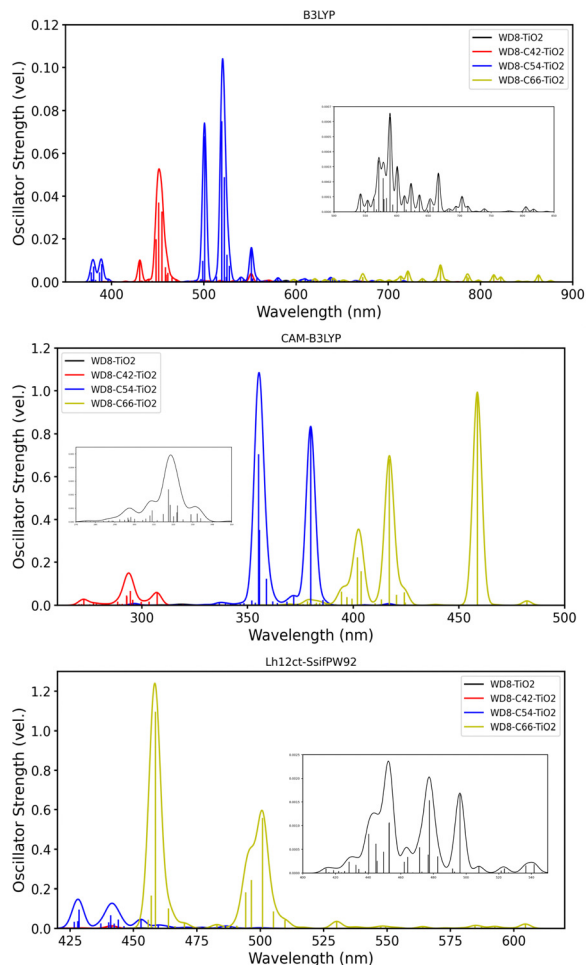 B3LYP
Oscillator Strength (vel.)
0.12
0.10
0.08
0.06
0.04
0.02
0.00
WD8-TiO2
WD8-C42-TiO2
WD8-C54-TiO2
WD8-C66-TiO2
400 500 600 700 800 900
Wavelength (nm)
CAM-B3LYP
Oscillator Strength (vel.)
1.2
1.0
0.8
0.6
0.4
0.2
0.0
WD8-TiO2
WD8-C42-TiO2
WD8-C54-TiO2
WD8-C66-TiO2
300 350 400 450 500
Wavelength (nm)
Lh12ct-SsifPW92
Oscillator Strength (vel.)
1.2
1.0
0.8
0.6
0.4
0.2
0.0
WD8-TiO2
WD8-C42-TiO2
WD8-C54-TiO2
WD8-C66-TiO2
425 450 475 500 525 550 575 600
Wavelength (nm)